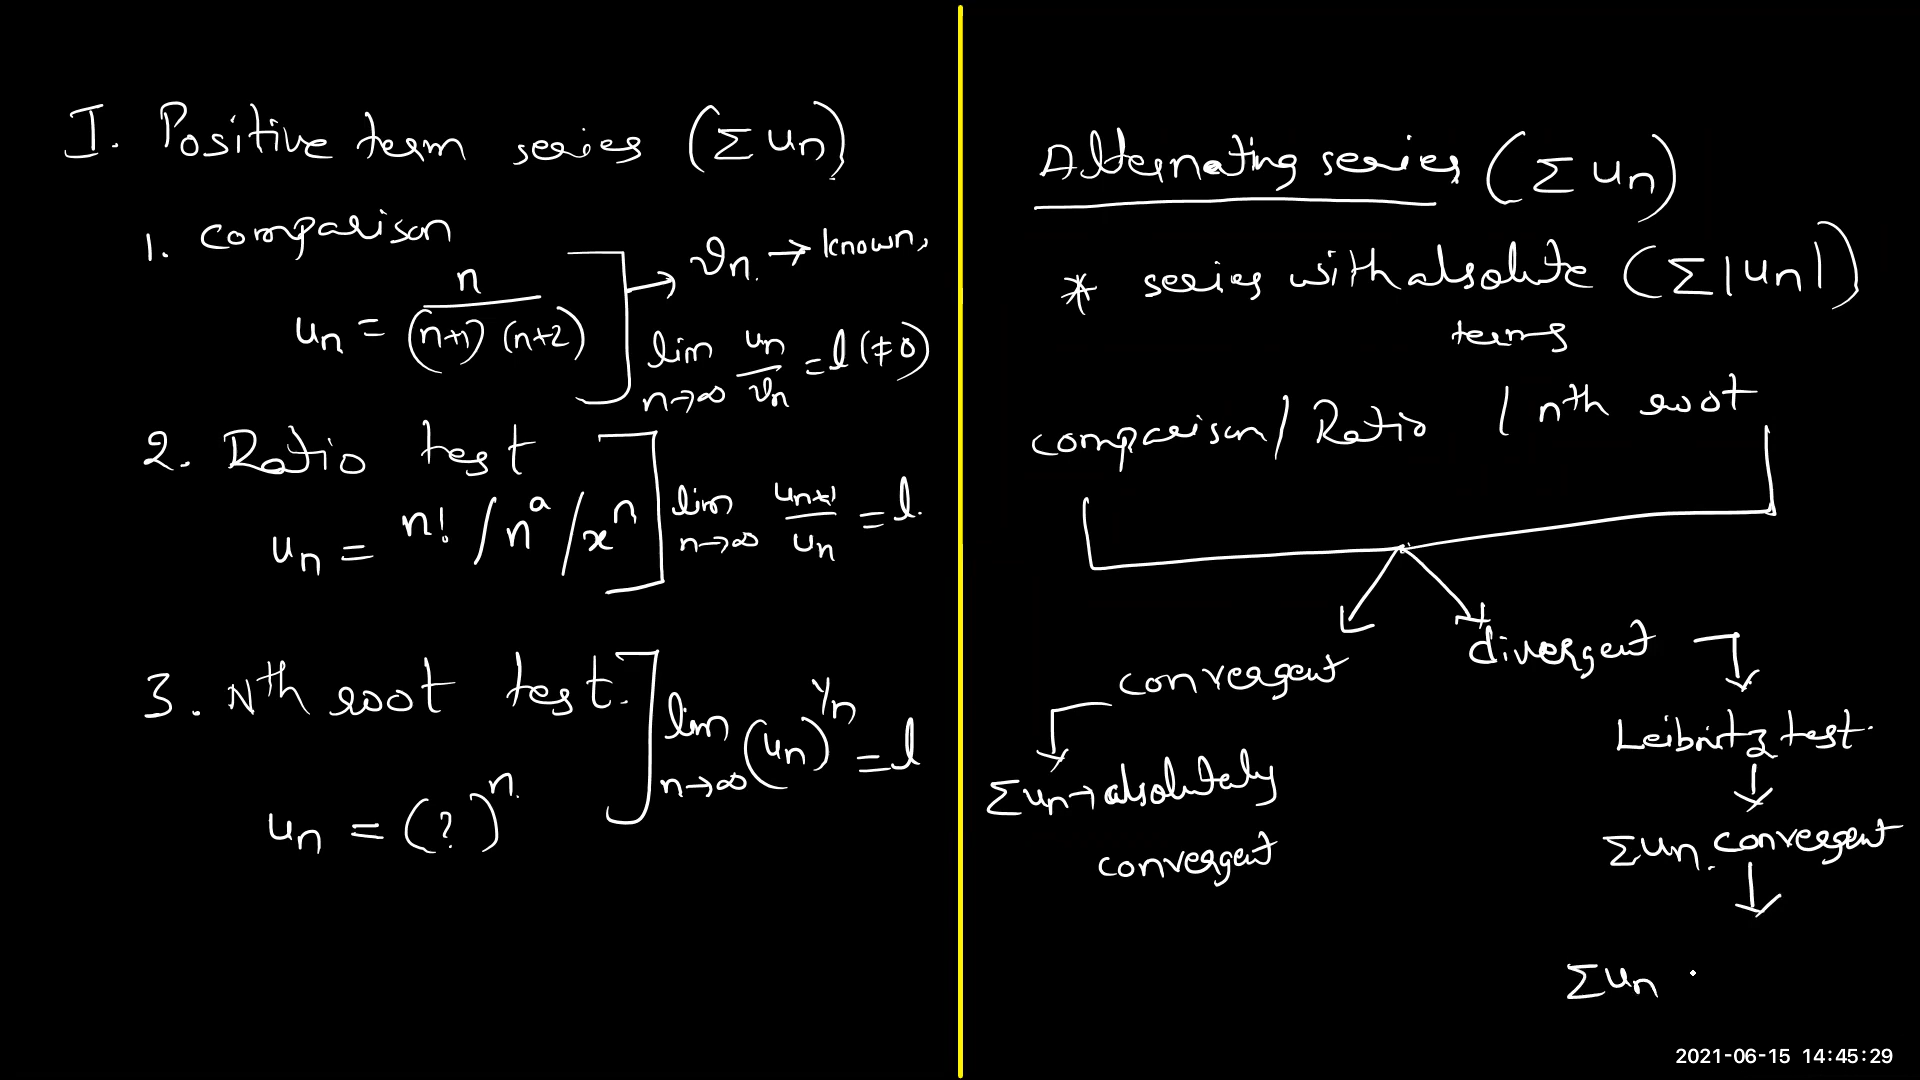 I. Positive term series (Σ un)
1. comparison
un = n / (n+1) (n+2) → vn. → known,
lim n→∞ un/vn = l (≠0)
2. Ratio test
un = n! / n^a / x^n
lim n→∞ un+1/un = l.
3. Nth root test.
lim n→∞ (un)^1/n = l
un = (?)^n.
Alternating series (Σ un)
* series with absolute (Σ|un|)
terms
comparison / Ratio / nth root
convergent
divergent
Σun → absolutely
convergent
Leibnitz test.
Σun. convergent
Σun
2021-06-15 14:45:29